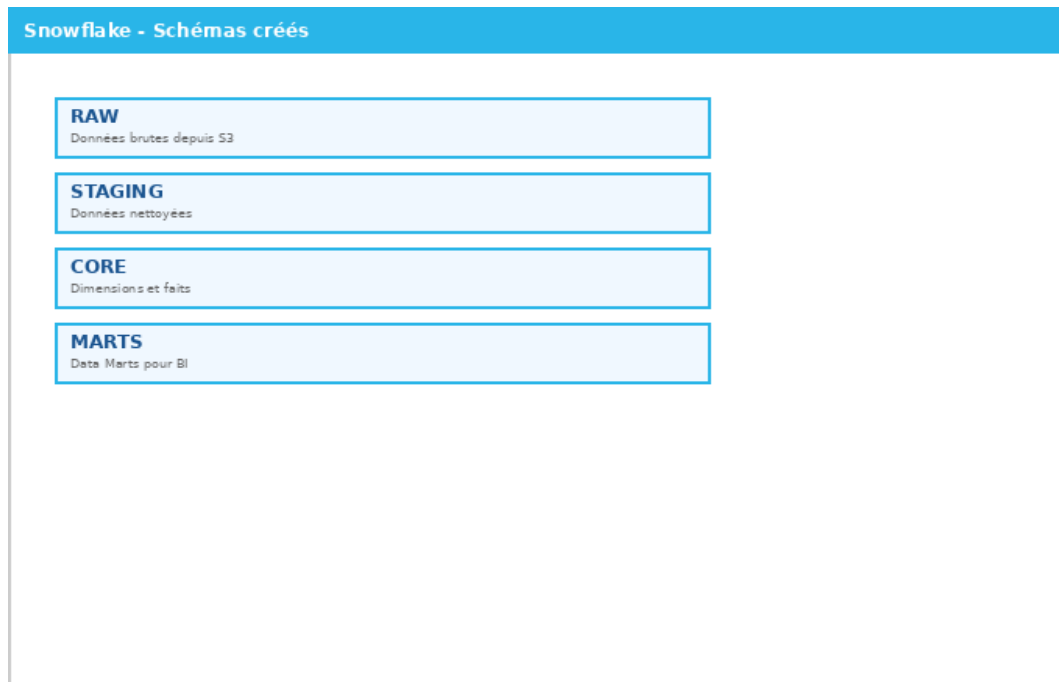 Snowflake - Schémas créés
RAW
Données brutes depuis S3
STAGING
Données nettoyées
CORE
Dimensions et faits
MARTS
Data Marts pour BI